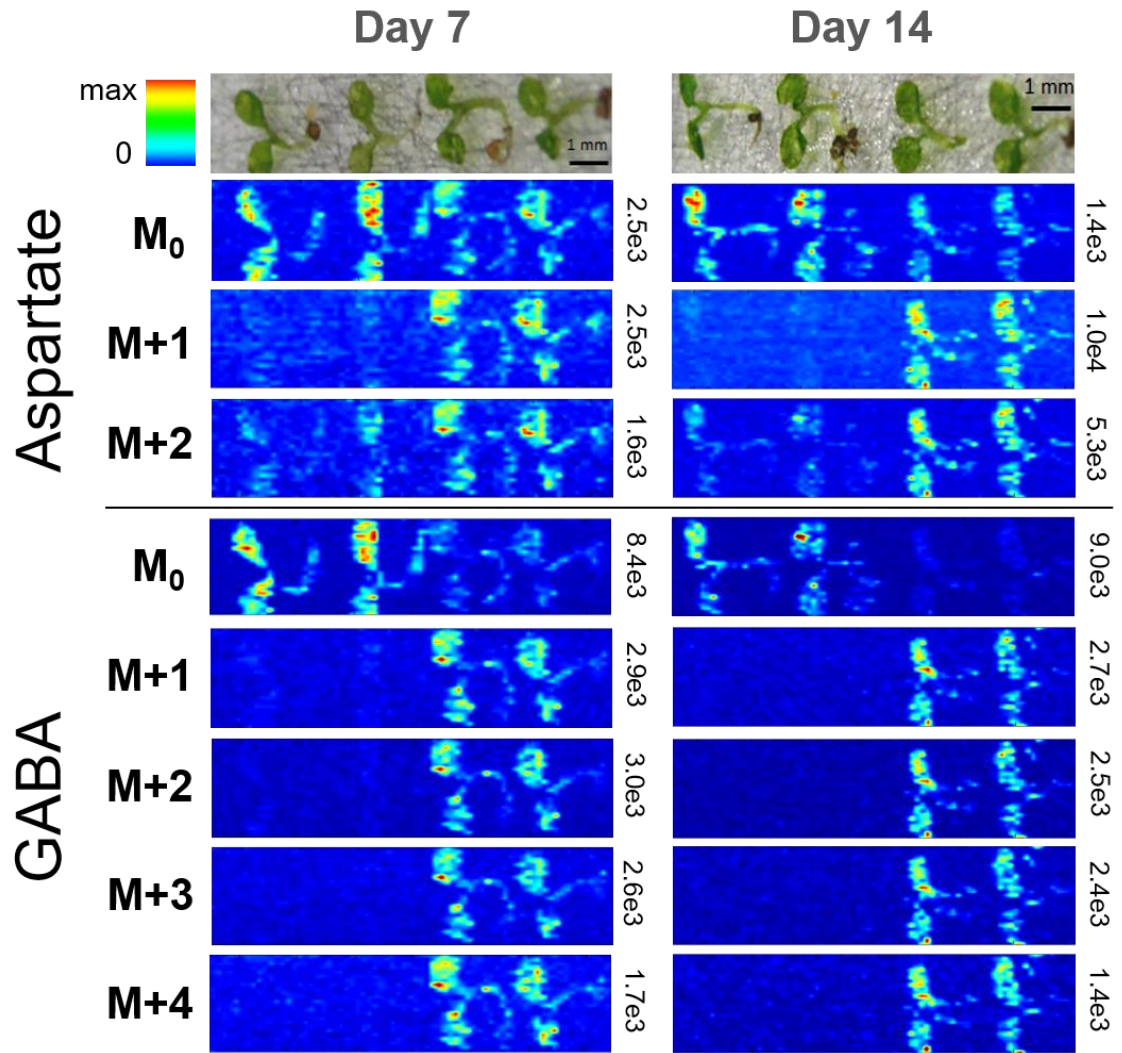 Day 7
Day 14
max
0
1 mm
1 mm
Aspartate
M0
2.5e3
1.4e3
M+1
2.5e3
1.0e4
M+2
1.6e3
5.3e3
GABA
M0
8.4e3
9.0e3
M+1
2.9e3
2.7e3
M+2
3.0e3
2.5e3
M+3
2.6e3
2.4e3
M+4
1.7e3
1.4e3